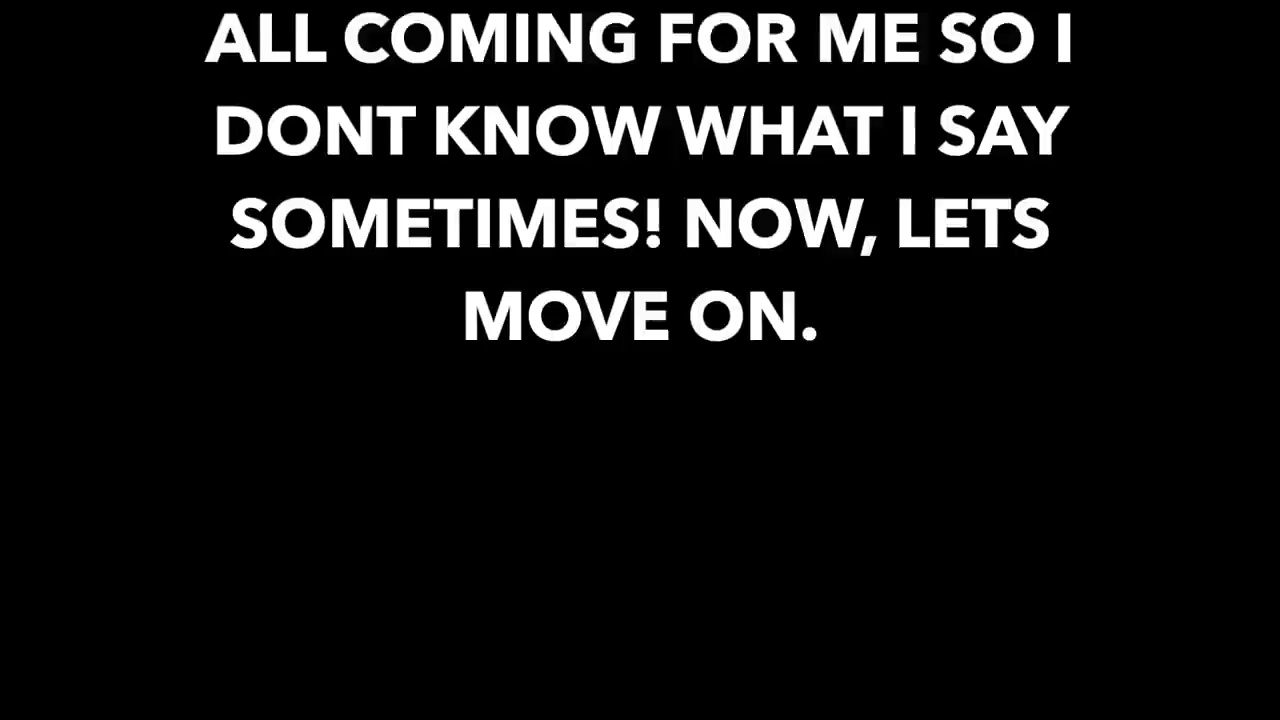 ALL COMING FOR ME SO I
DONT KNOW WHAT I SAY
SOMETIMES! NOW, LETS
MOVE ON.